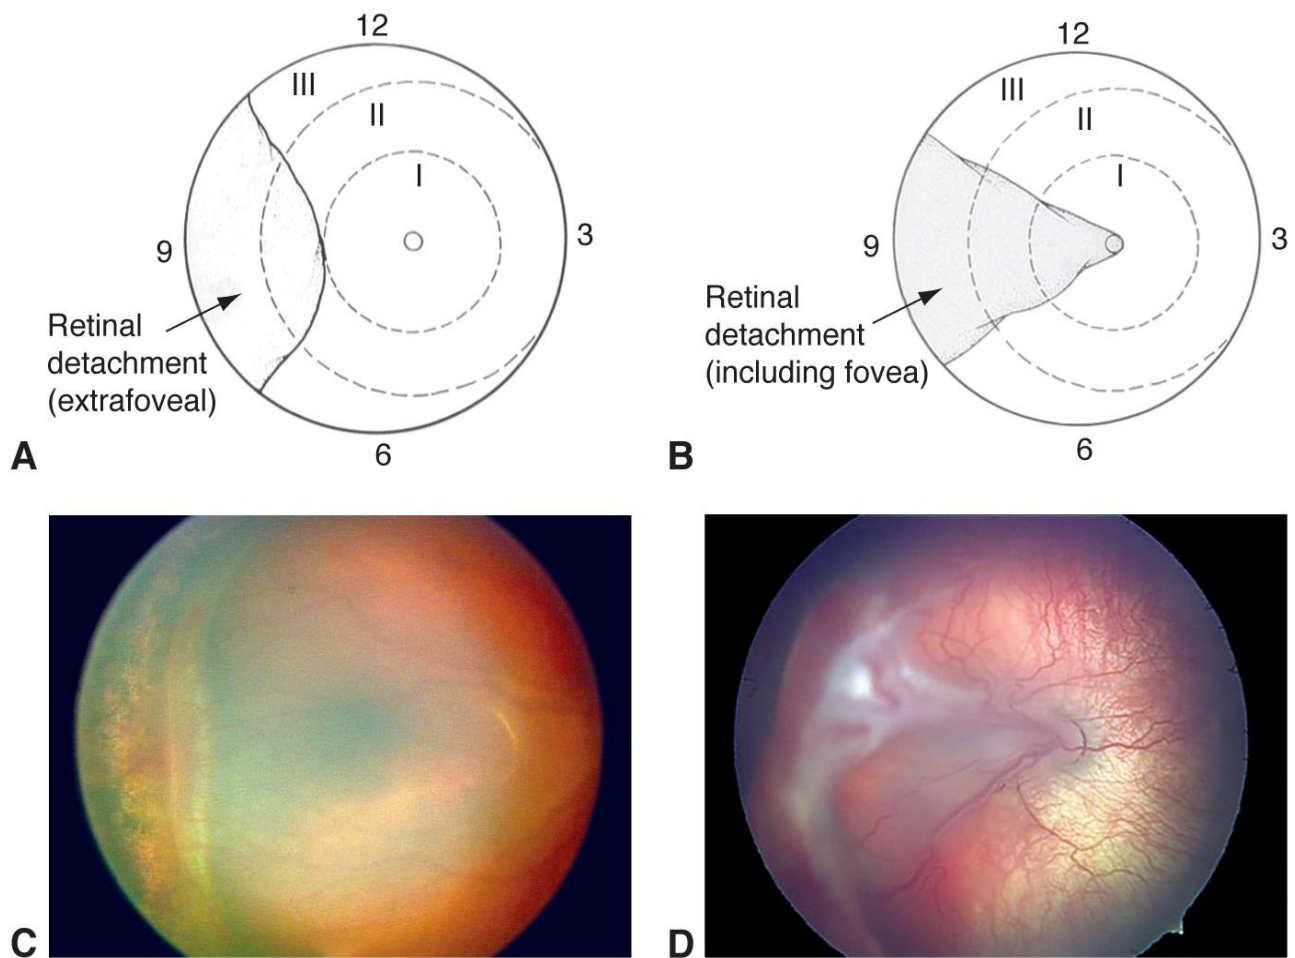 12
III
II
I
9
3
Retinal
detachment
(extrafoveal)
6
A
12
III
II
I
9
3
Retinal
detachment
(including fovea)
6
B
C
D